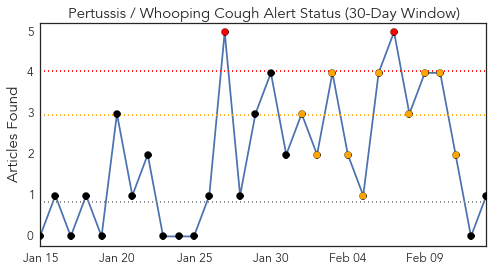 Pertussis / Whooping Cough Alert Status (30-Day Window)
Articles Found
5
4
3
2
1
0
Jan 15
Jan 20
Jan 25
Jan 30
Feb 04
Feb 09